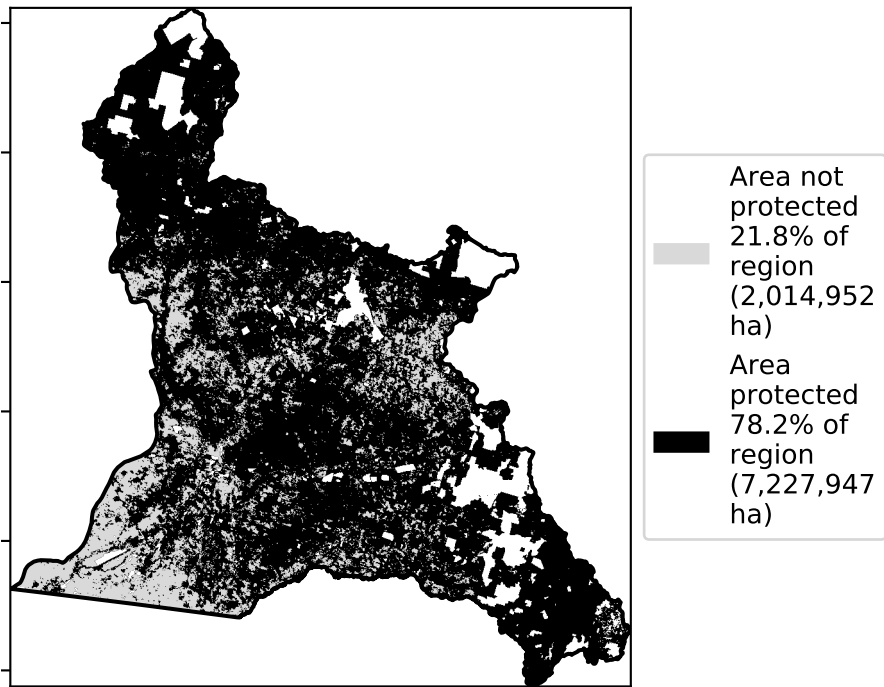 Area not
protected
21.8% of
region
(2,014,952
ha)
Area
protected
78.2% of
region
(7,227,947
ha)